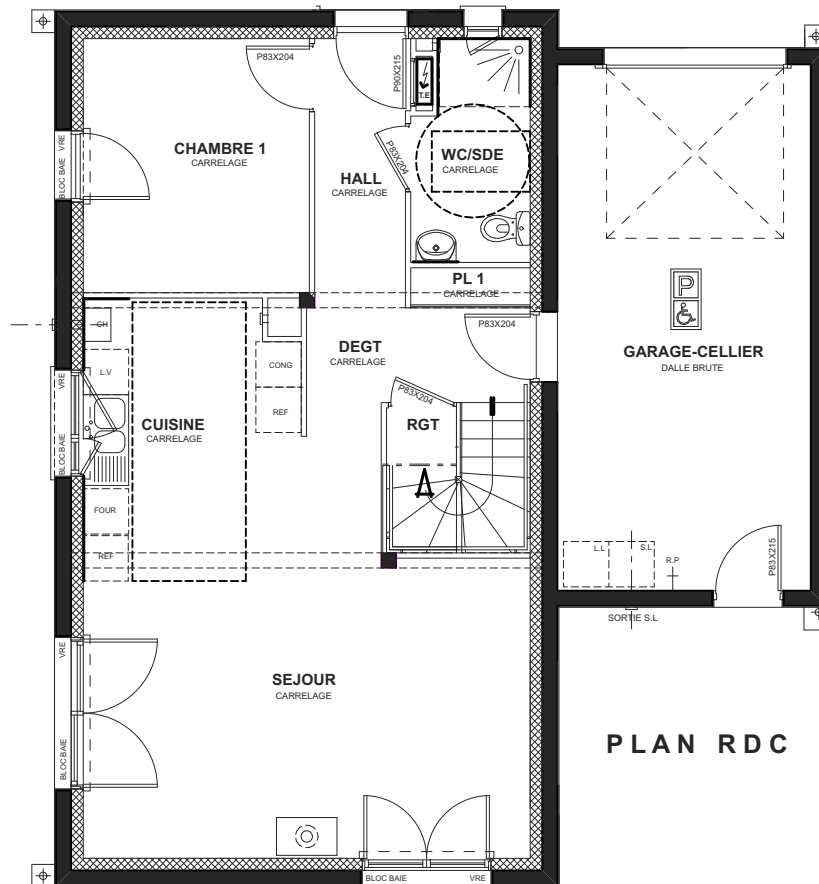 P83X204
P90X215
T.E
BLOC BAIE VRE
CHAMBRE 1
CARRELAGE
HALL
CARRELAGE
P83X204
WC/SDE
CARRELAGE
PL 1
CARRELAGE
P
CH
P83X204
DEGT
CARRELAGE
GARAGE-CELLIER
DALLE BRUTE
L.V
CONG
REF
P83X204
BLOC BAIE VRE
CUISINE
CARRELAGE
RGT
FOUR
REF
L.L
S.L
R.P
P83X215
SORTIE S.L
BLOC BAIE VRE
SEJOUR
CARRELAGE
PLAN RDC
BLOC BAIE VRE